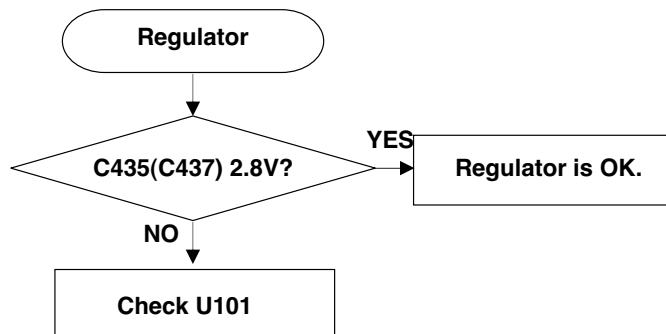 Regulator
C435(C437) 2.8V?
YES
Regulator is OK.
NO
Check U101